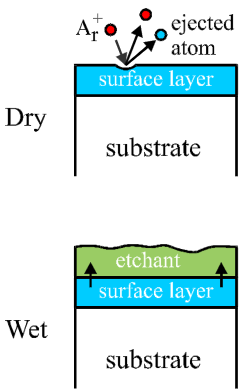 Ar+
ejected
atom
surface layer
Dry
substrate
etchant
surface layer
Wet
substrate